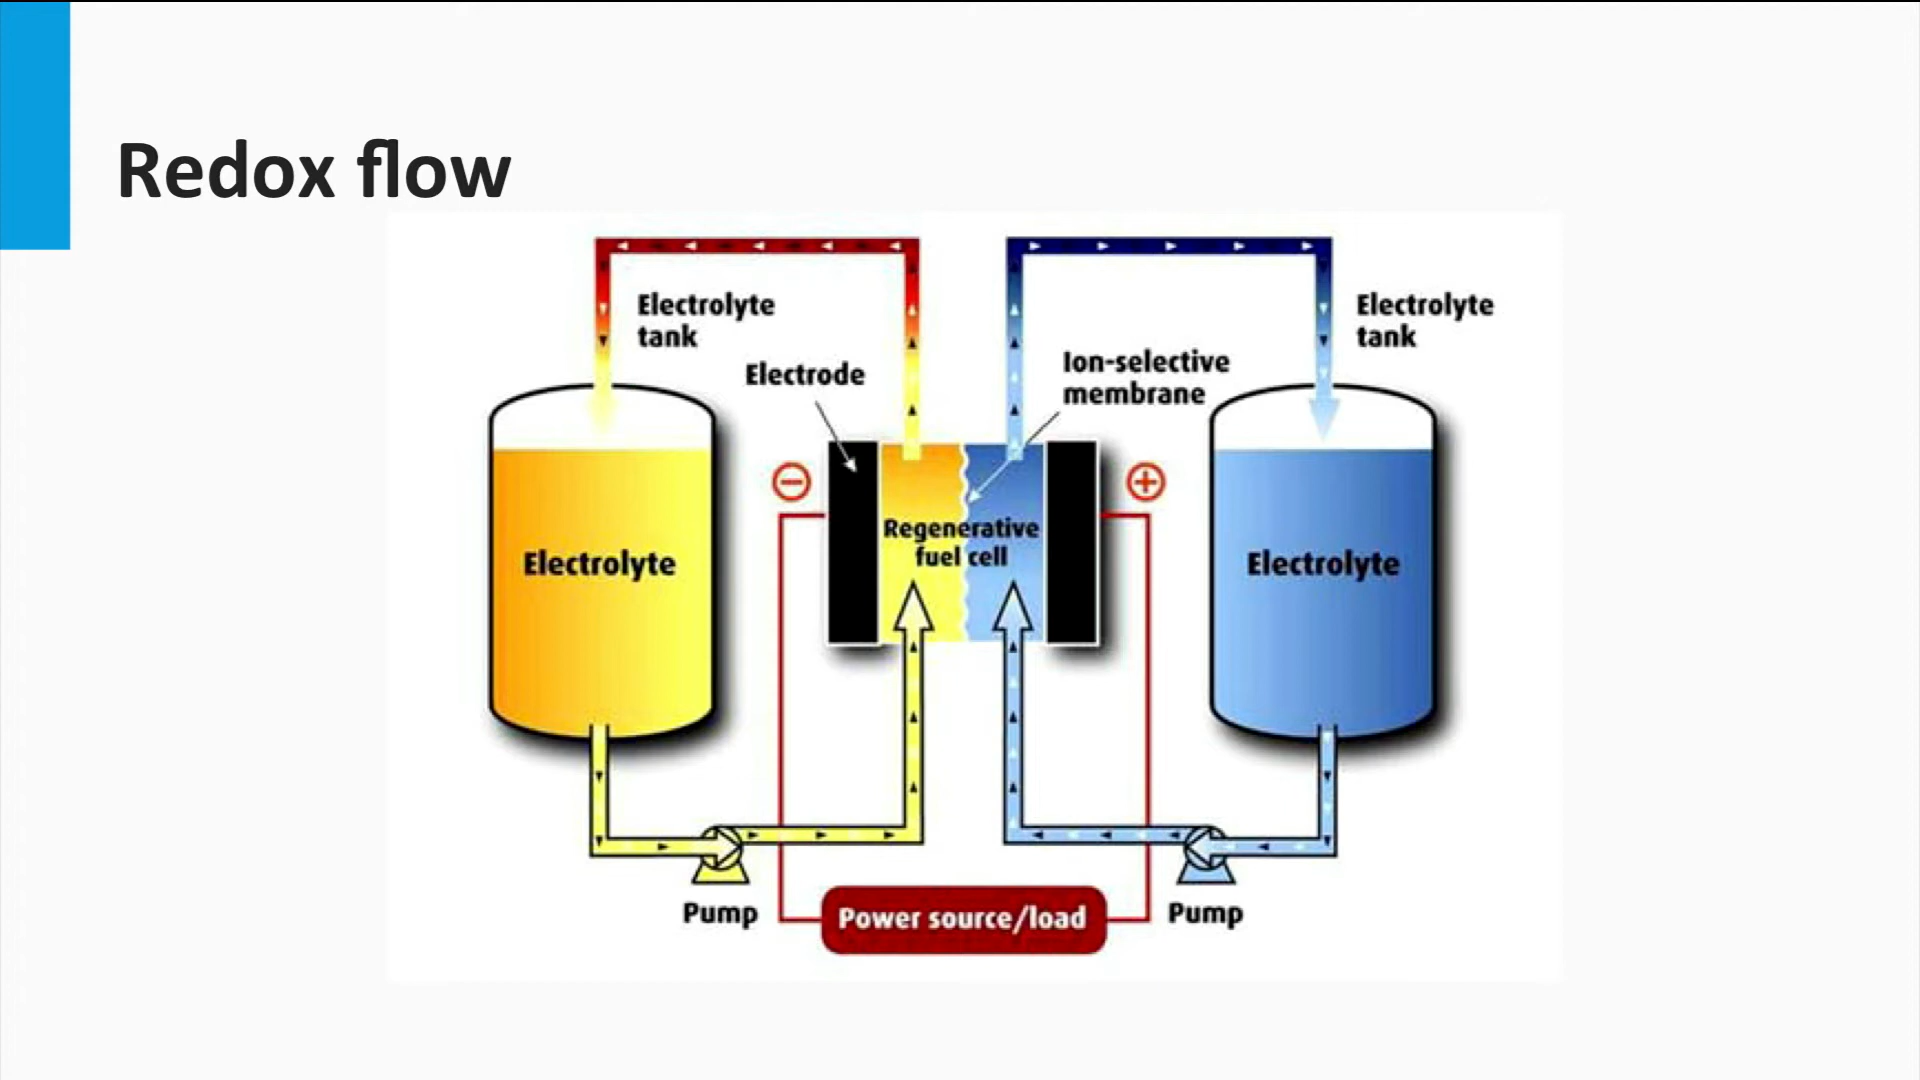 Redox flow
Electrolyte
tank
Electrolyte
tank
Electrode
Ion-selective
membrane
Regenerative
fuel cell
Electrolyte
Electrolyte
Pump
Power source/load
Pump